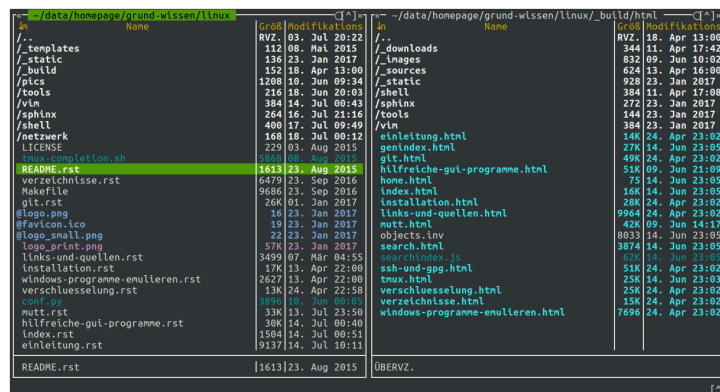 ~/data/homepage/grund-wissen/linux
Name Größ Modifikations
/.. RVZ. 03. Jul 20:22
/_templates 112 08. Mai 2015
/_static 136 23. Jan 2017
/_build 152 18. Apr 13:00
/pics 1208 10. Jun 09:34
/tools 216 18. Jun 20:03
/vim 384 14. Jul 00:43
/sphinx 264 16. Jul 21:16
/shell 400 17. Jul 09:49
/netzwerk 168 18. Jul 00:12
LICENSE 229 03. Aug 2015
tmux-completion.sh 5868 08. Aug 2015
README.rst 1613 23. Aug 2015
verzeichnisse.rst 6479 23. Sep 2016
Makefile 9686 23. Sep 2016
git.rst 26K 01. Jan 2017
@logo.png 16 23. Jan 2017
@favicon.ico 19 23. Jan 2017
@logo_small.png 22 23. Jan 2017
logo_print.png 57K 23. Jan 2017
links-und-quellen.rst 3499 07. Mär 04:55
installation.rst 17K 13. Apr 22:00
windows-programme-emulieren.rst 2627 13. Apr 22:00
verschluesselung.rst 13K 24. Apr 22:58
conf.py 3896 10. Jun 00:05
mutt.rst 33K 13. Jul 23:50
hilfreiche-gui-programme.rst 30K 14. Jul 00:40
index.rst 1504 14. Jul 00:51
einleitung.rst 9137 14. Jul 10:11
README.rst 1613 23. Aug 2015
~/data/homepage/grund-wissen/linux/_build/html
Name Größ Modifikations
/.. RVZ. 18. Apr 13:00
/_downloads 344 11. Apr 17:42
/_images 832 09. Jun 10:02
/_sources 624 13. Apr 16:00
/_static 928 23. Jan 2017
/shell 384 11. Apr 17:08
/sphinx 272 23. Jan 2017
/tools 144 23. Jan 2017
/vim 384 23. Jan 2017
einleitung.html 14K 24. Apr 23:02
genindex.html 27K 14. Jun 23:05
git.html 49K 24. Apr 23:02
hilfreiche-gui-programme.html 51K 09. Jun 21:09
home.html 75 14. Jun 23:05
index.html 16K 14. Jun 23:05
installation.html 28K 24. Apr 23:02
links-und-quellen.html 9964 24. Apr 23:02
mutt.html 42K 09. Jun 14:17
objects.inv 8033 14. Jun 23:05
search.html 3874 14. Jun 23:05
searchindex.js 62K 14. Jun 23:05
ssh-und-gpg.html 51K 24. Apr 23:02
tmux.html 25K 14. Jun 23:03
verschluesselung.html 25K 24. Apr 23:02
verzeichnisse.html 15K 24. Apr 23:02
windows-programme-emulieren.html 7696 24. Apr 23:02
ÜBERVZ.